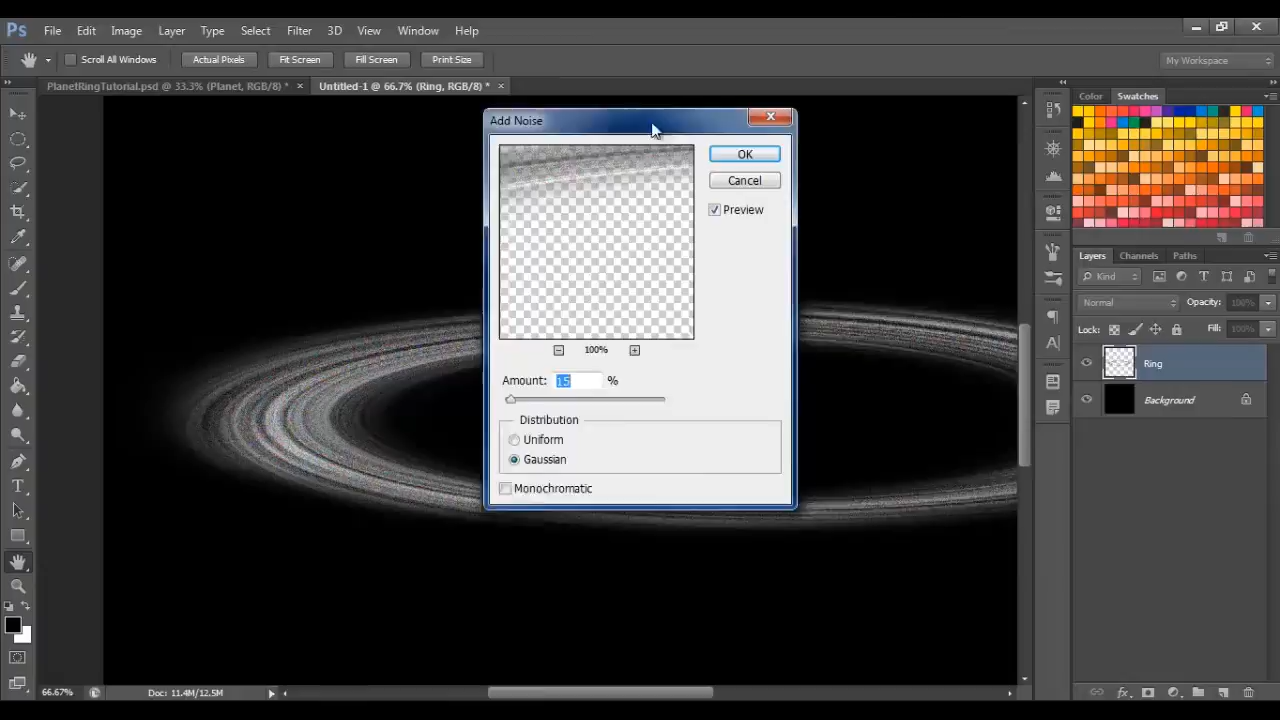 Ps File Edit Image Layer Type Select Filter 3D View Window Help
Scroll All Windows Actual Pixels Fit Screen Fill Screen Print Size My Workspace
PlanetRingTutorial.psd @ 33.3% (Planet, RGB/8) * × Untitled-1 @ 66.7% (Ring, RGB/8) * ×
Color Swatches
Add Noise
OK
Cancel
Preview
100%
Amount: 15 %
Distribution
Uniform
Gaussian
Monochromatic
Layers Channels Paths
Kind
Normal Opacity: 100%
Lock: Fill: 100%
Ring
Background
66.67% Doc: 11.4M/12.5M